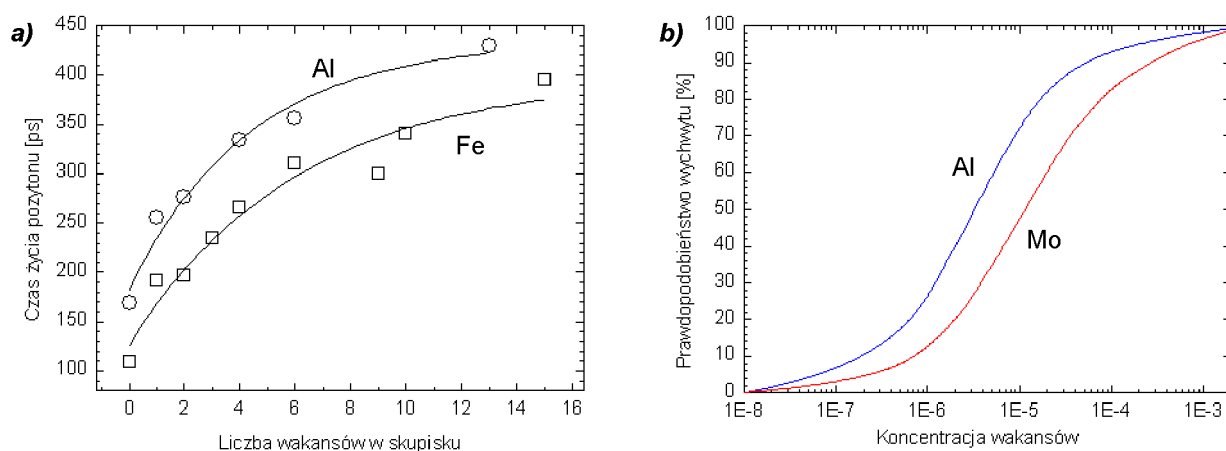 a)
Czas życia pozytonu [ps]
450
400
350
300
250
200
150
100
Al
Fe
0 2 4 6 8 10 12 14 16
Liczba wakansów w skupisku
b)
Prawdopodobieństwo wychwytu [%]
100
90
80
70
60
50
40
30
20
10
0
Al
Mo
1E-8 1E-7 1E-6 1E-5 1E-4 1E-3
Koncentracja wakansów